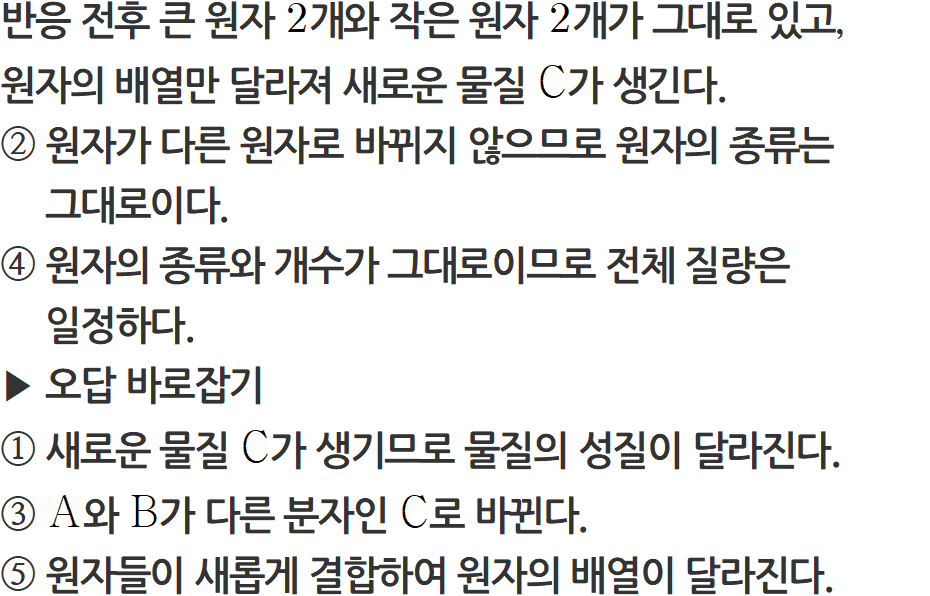 반응 전후 큰 원자 2개와 작은 원자 2개가 그대로 있고,
원자의 배열만 달라져 새로운 물질 C가 생긴다.
② 원자가 다른 원자로 바뀌지 않으므로 원자의 종류는
그대로이다.
④ 원자의 종류와 개수가 그대로이므로 전체 질량은
일정하다.
▶ 오답 바로잡기
① 새로운 물질 C가 생기므로 물질의 성질이 달라진다.
③ A와 B가 다른 분자인 C로 바뀐다.
⑤ 원자들이 새롭게 결합하여 원자의 배열이 달라진다.